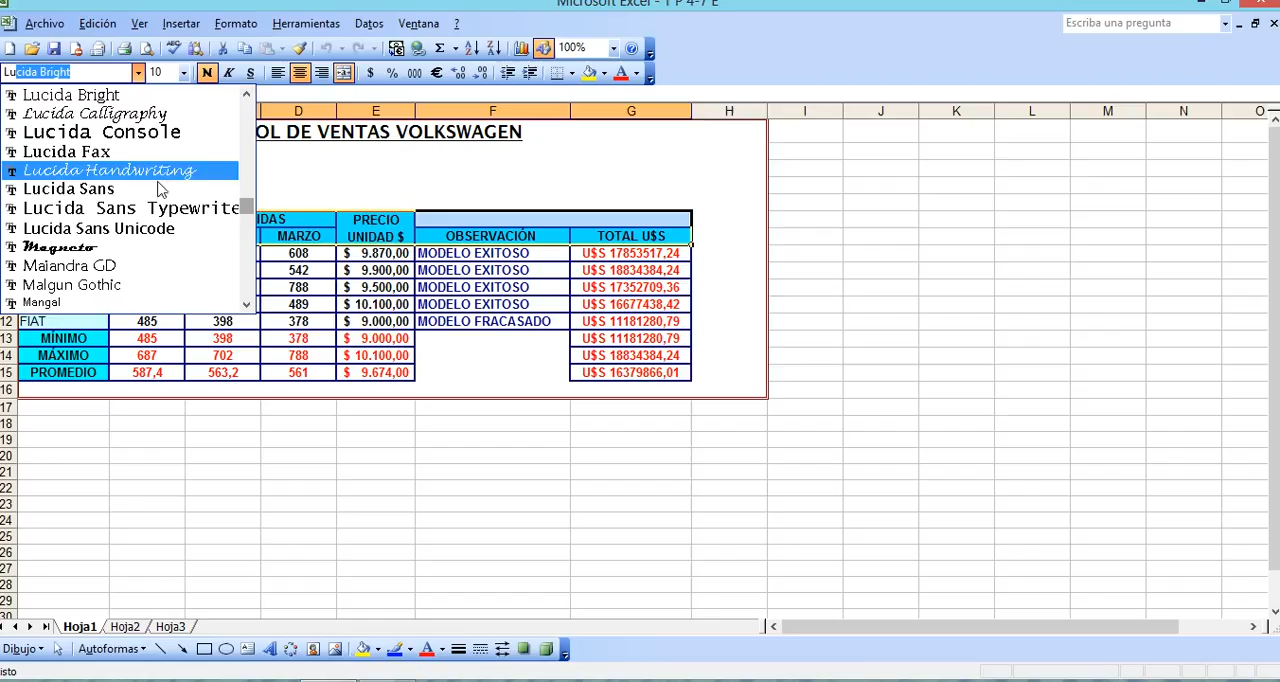 Microsoft Excel - T P 4-7 E
Archivo Edición Ver Insertar Formato Herramientas Datos Ventana ?
Escriba una pregunta
100%
Lucida Bright 10 N K S $ % 000 €
Lucida Bright
Lucida Calligraphy
Lucida Console
Lucida Fax
Lucida Handwriting
Lucida Sans
Lucida Sans Typewrite
Lucida Sans Unicode
Magneto
Maiandra GD
Malgun Gothic
Mangal
D E F G H I J K L M N O
OL DE VENTAS VOLKSWAGEN
IDAS PRECIO
MARZO UNIDAD $ OBSERVACIÓN TOTAL U$S
608 $ 9.870,00 MODELO EXITOSO U$S 17853517,24
542 $ 9.900,00 MODELO EXITOSO U$S 18834384,24
788 $ 9.500,00 MODELO EXITOSO U$S 17352709,36
489 $ 10.100,00 MODELO EXITOSO U$S 16677438,42
12 FIAT 485 398 378 $ 9.000,00 MODELO FRACASADO U$S 11181280,79
13 MÍNIMO 485 398 378 $ 9.000,00 U$S 11181280,79
14 MÁXIMO 687 702 788 $ 10.100,00 U$S 18834384,24
15 PROMEDIO 587,4 563,2 561 $ 9.674,00 U$S 16379866,01
16
17
18
19
20
21
22
23
24
25
26
27
28
29
30
Hoja1 Hoja2 Hoja3
Dibujo Autoformas
isto